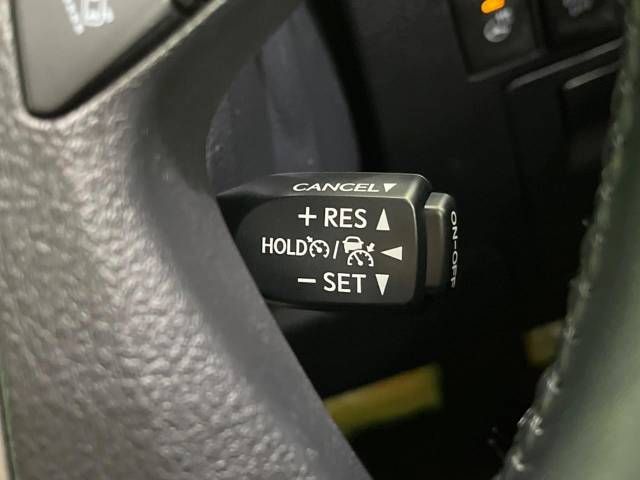 CANCEL▼
+ RES ▲
HOLD / ◀
− SET ▼
ON-OFF